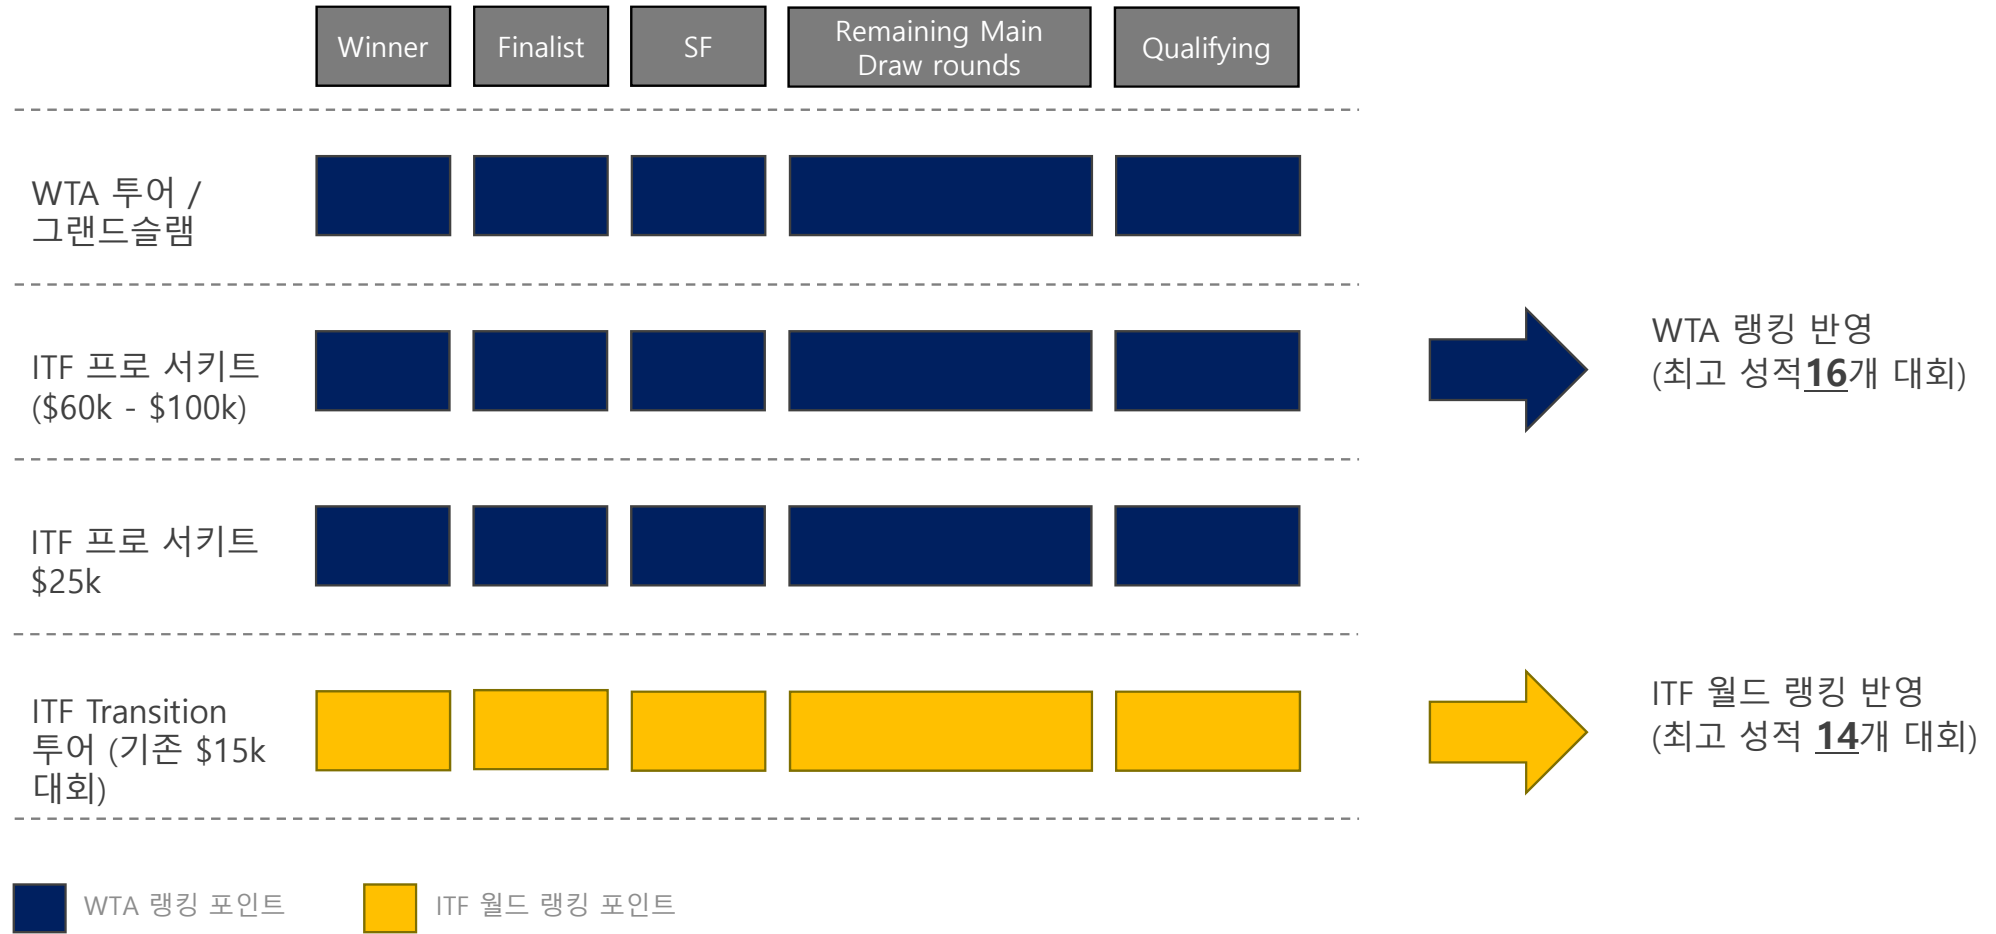 Winner
Finalist
SF
Remaining Main
Draw rounds
Qualifying
WTA 투어 /
그랜드슬램
ITF 프로 서키트
($60k - $100k)
WTA 랭킹 반영
(최고 성적16개 대회)
ITF 프로 서키트
$25k
ITF Transition
투어 (기존 $15k
대회)
ITF 월드 랭킹 반영
(최고 성적 14개 대회)
WTA 랭킹 포인트
ITF 월드 랭킹 포인트